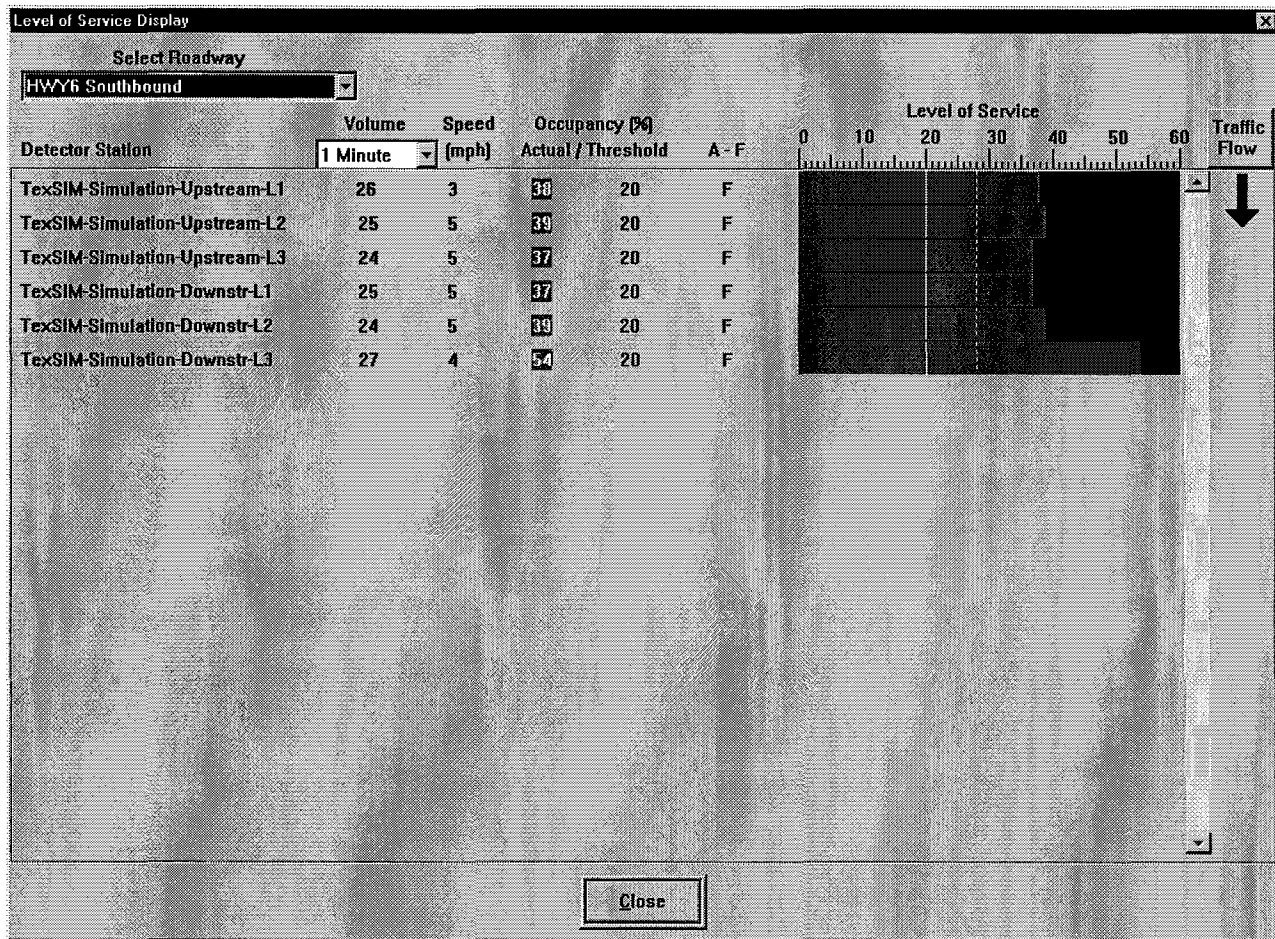 Level of Service Display
Select Roadway
HWY6 Southbound
Level of Service
Volume Speed Occupancy (%)
0 10 20 30 40 50 60
Traffic Flow
Detector Station 1 Minute (mph) Actual / Threshold A - F
TexSIM-Simulation-Upstream-L1 26 3 38 20 F
TexSIM-Simulation-Upstream-L2 25 5 39 20 F
TexSIM-Simulation-Upstream-L3 24 5 37 20 F
TexSIM-Simulation-Downstr-L1 25 5 37 20 F
TexSIM-Simulation-Downstr-L2 24 5 39 20 F
TexSIM-Simulation-Downstr-L3 27 4 54 20 F
Close